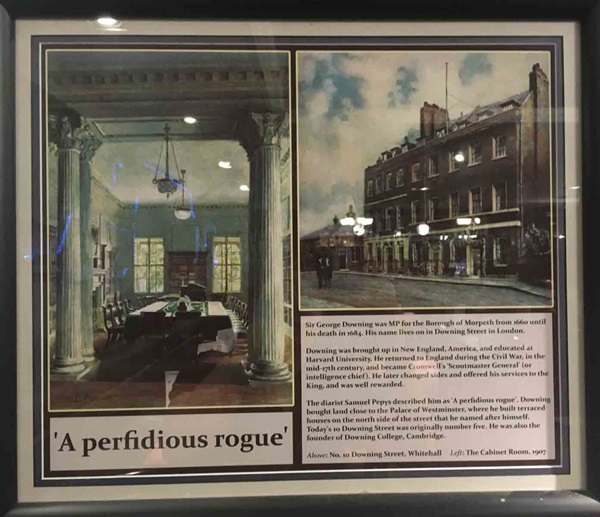 Sir George Downing was MP for the Borough of Morpeth from 1660 until
his death in 1684. His name lives on in Downing Street in London.
Downing was brought up in New England, America, and educated at
Harvard University. He returned to England during the Civil War, in the
mid-17th century, and became Cromwell's 'Scoutmaster General' (or
intelligence chief). He later changed sides and offered his services to the
King, and was well rewarded.
The diarist Samuel Pepys described him as 'A perfidious rogue'. Downing
bought land close to the Palace of Westminster, where he built terraced
houses on the north side of the street that he named after himself.
Today's 10 Downing Street was originally number five. He was also the
founder of Downing College, Cambridge.
Above: No. 10 Downing Street, Whitehall Left: The Cabinet Room, 1907
'A perfidious rogue'